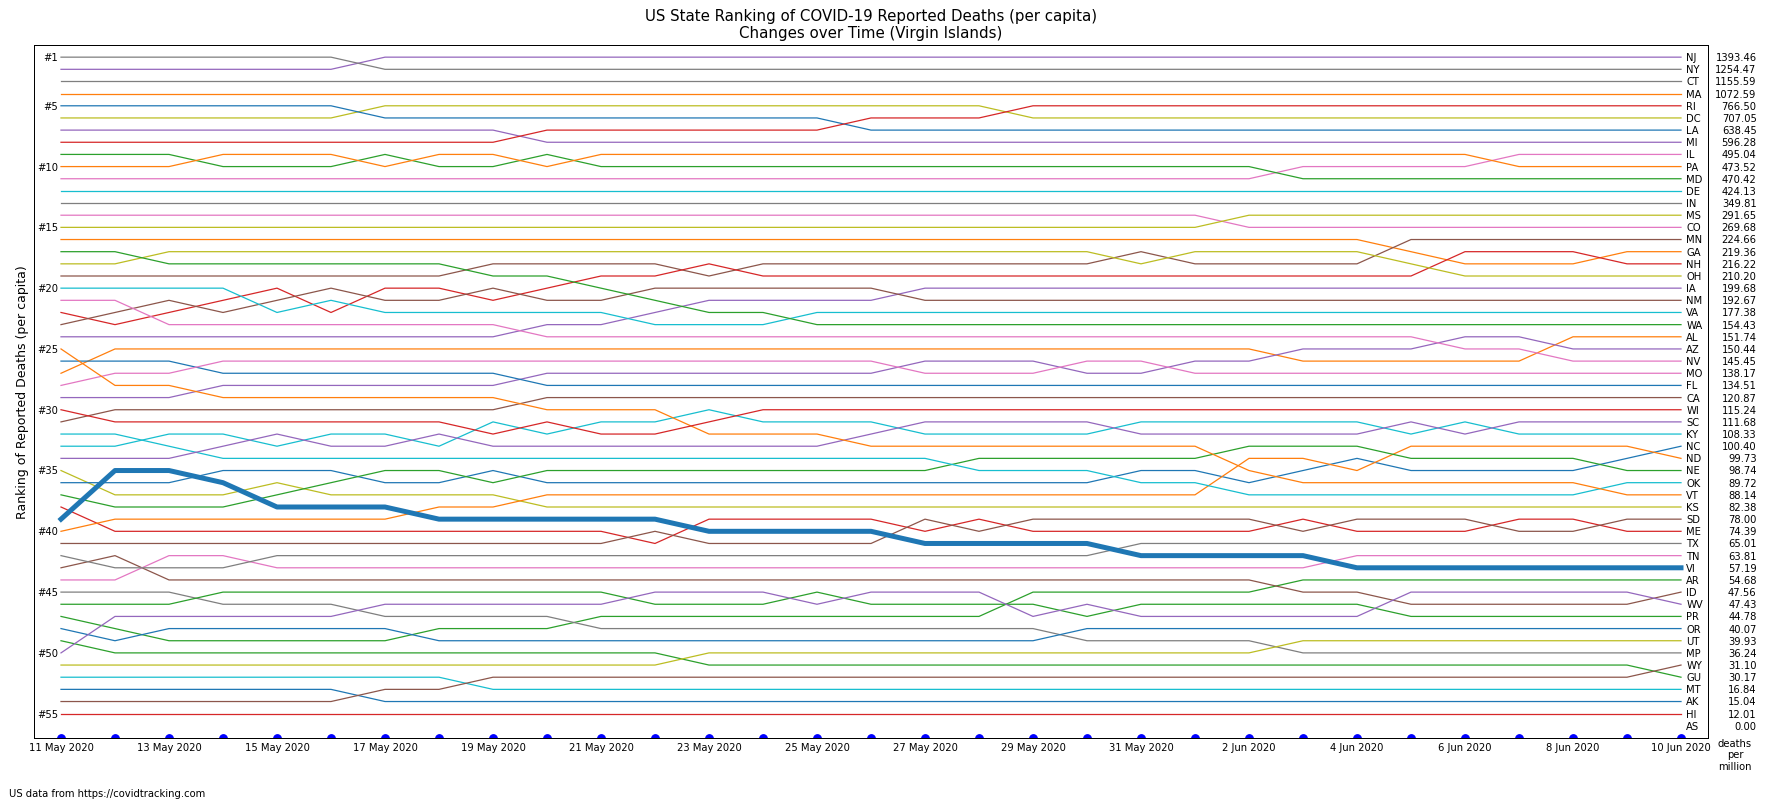 US State Ranking of COVID-19 Reported Deaths (per capita)
Changes over Time (Virgin Islands)
Ranking of Reported Deaths (per capita)
#1
#5
#10
#15
#20
#25
#30
#35
#40
#45
#50
#55
NJ 1393.46
NY 1254.47
CT 1155.59
MA 1072.59
RI 766.50
DC 707.05
LA 638.45
MI 596.28
IL 495.04
PA 473.52
MD 470.42
DE 424.13
IN 349.81
MS 291.65
CO 269.68
MN 224.66
GA 219.36
NH 216.22
OH 210.20
IA 199.68
NM 192.67
VA 177.38
WA 154.43
AL 151.74
AZ 150.44
NV 145.45
MO 138.17
FL 134.51
CA 120.87
WI 115.24
SC 111.68
KY 108.33
NC 100.40
ND 99.73
NE 98.74
OK 89.72
VT 88.14
KS 82.38
SD 78.00
ME 74.39
TX 65.01
TN 63.81
VI 57.19
AR 54.68
ID 47.56
WV 47.43
PR 44.78
OR 40.07
UT 39.93
MP 36.24
WY 31.10
GU 30.17
MT 16.84
AK 15.04
HI 12.01
AS 0.00
11 May 2020 13 May 2020 15 May 2020 17 May 2020 19 May 2020 21 May 2020 23 May 2020 25 May 2020 27 May 2020 29 May 2020 31 May 2020 2 Jun 2020 4 Jun 2020 6 Jun 2020 8 Jun 2020 10 Jun 2020
deaths
per
million
US data from https://covidtracking.com